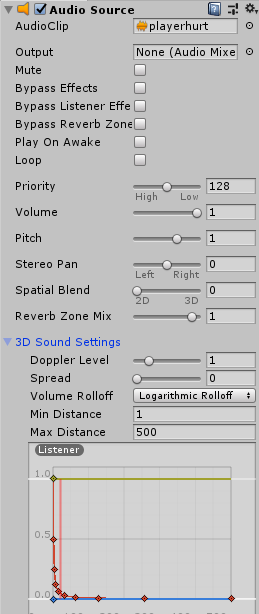 Audio Source
AudioClip playerhurt
Output None (Audio Mixe
Mute
Bypass Effects
Bypass Listener Effe
Bypass Reverb Zone
Play On Awake
Loop
Priority 128
High Low
Volume 1
Pitch 1
Stereo Pan 0
Left Right
Spatial Blend 0
2D 3D
Reverb Zone Mix 1
3D Sound Settings
Doppler Level 1
Spread 0
Volume Rolloff Logarithmic Rolloff
Min Distance 1
Max Distance 500
Listener
1.0
0.5
0.0